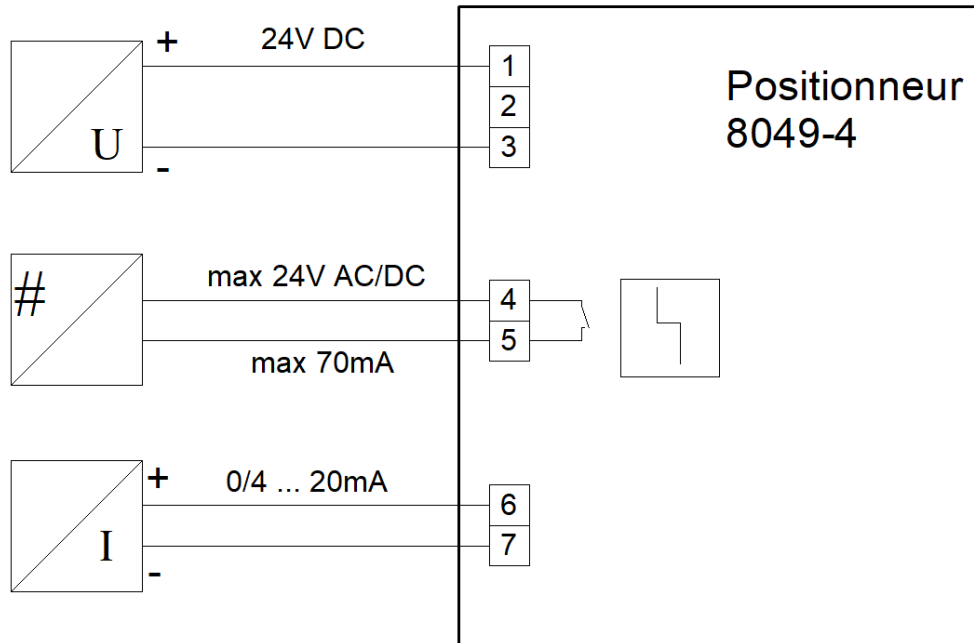 +
24V DC
U
-
1
2
3
Positionneur
8049-4
#
max 24V AC/DC
max 70mA
4
5
+
0/4 ... 20mA
I
-
6
7